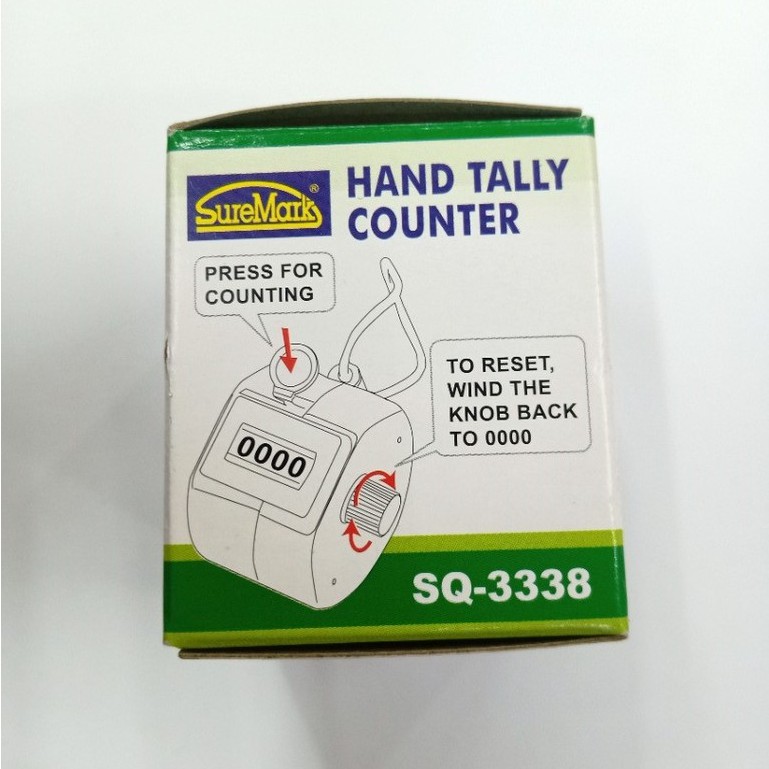 SureMark®
HAND TALLY
COUNTER
PRESS FOR
COUNTING
TO RESET,
WIND THE
KNOB BACK
TO 0000
0000
SQ-3338